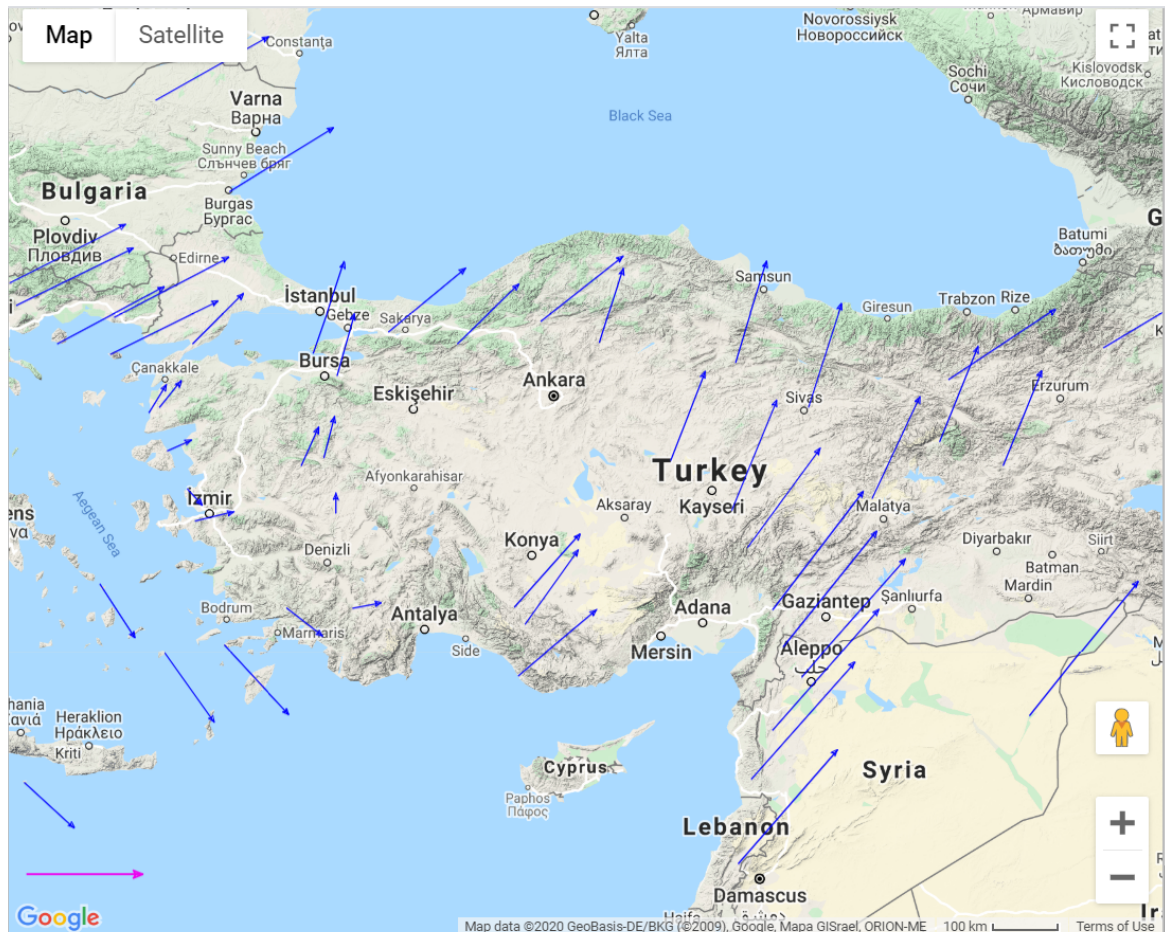 Map
Satellite
Constanţa
Yalta
Ялта
Novorossiysk
Новороссийск
Армавир
Sochi
Сочи
Kislovodsk
Кисловодск
Varna
Варна
Black Sea
Sunny Beach
Слънчев бряг
Bulgaria
Burgas
Бургас
Plovdiv
Пловдив
Edirne
Batumi
ბათუმი
G
İstanbul
Gebze
Sakarya
Samsun
Giresun
Trabzon
Rize
Çanakkale
Bursa
Eskişehir
Ankara
Sivas
Erzurum
Turkey
Afyonkarahisar
Aksaray
Kayseri
Malatya
İzmir
Aegean Sea
Konya
Denizli
Diyarbakır
Siirt
Batman
Mardin
Bodrum
Marmaris
Antalya
Side
Adana
Mersin
Gaziantep
Şanlıurfa
Aleppo
حلب
Heraklion
Ηράκλειο
Kriti
Cyprus
Paphos
Πάφος
Syria
Lebanon
Damascus
دمشق
Haifa
Google
Map data ©2020 GeoBasis-DE/BKG (©2009), Google, Mapa GISrael, ORION-ME
100 km
Terms of Use